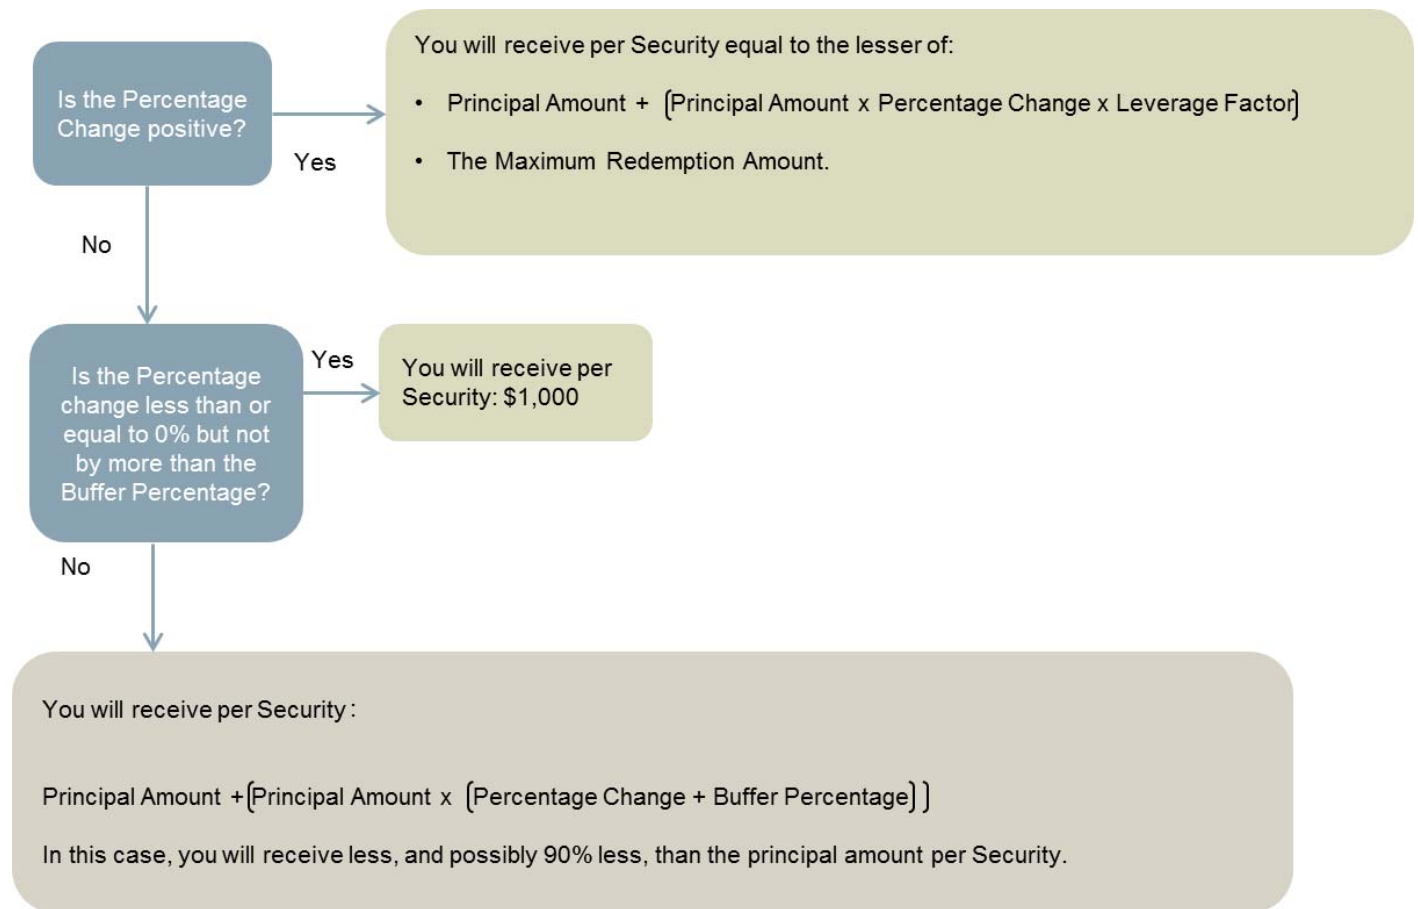 Is the Percentage
Change positive?
Yes
You will receive per Security equal to the lesser of:
• Principal Amount + (Principal Amount x Percentage Change x Leverage Factor)
• The Maximum Redemption Amount.
No
Is the Percentage
change less than or
equal to 0% but not
by more than the
Buffer Percentage?
Yes
You will receive per
Security: $1,000
No
You will receive per Security:
Principal Amount +(Principal Amount x (Percentage Change + Buffer Percentage))
In this case, you will receive less, and possibly 90% less, than the principal amount per Security.